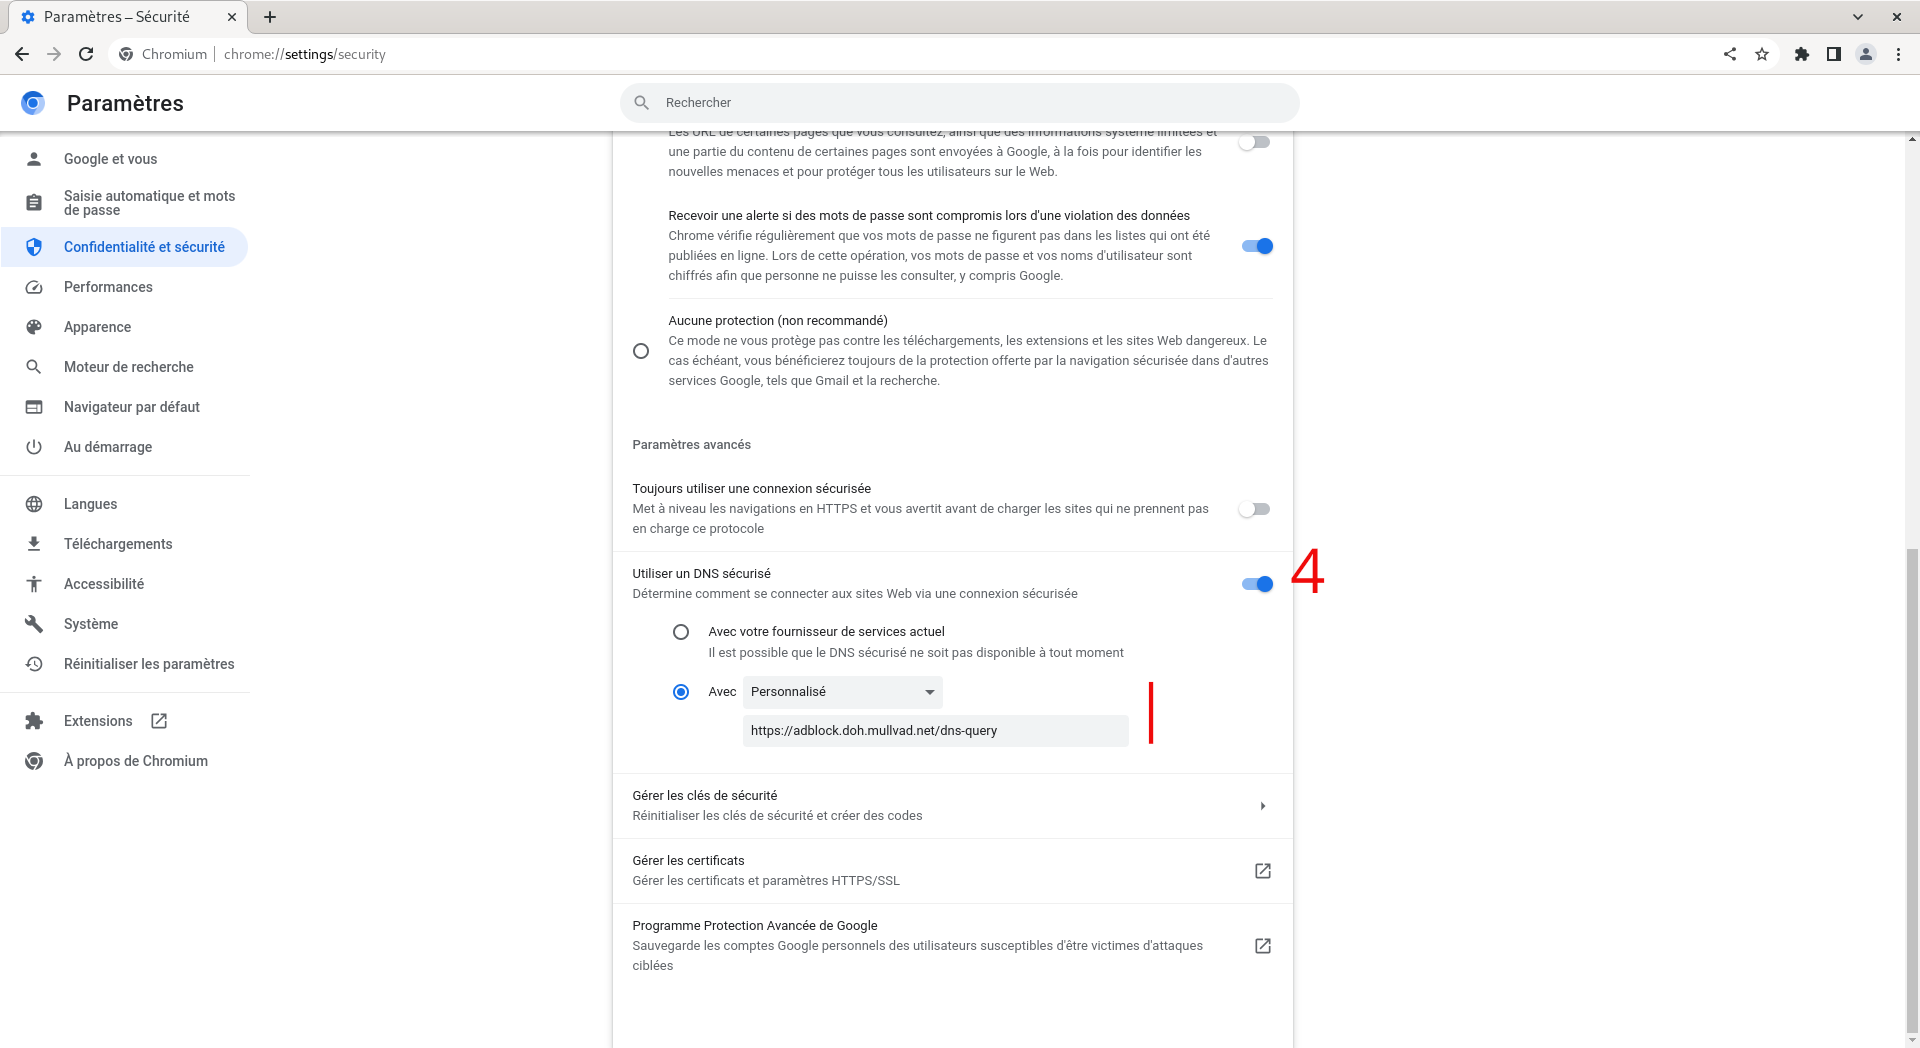 Paramètres – Sécurité
Chromium
chrome://settings/security
Paramètres
Rechercher
Google et vous
Saisie automatique et mots
de passe
Confidentialité et sécurité
Performances
Apparence
Moteur de recherche
Navigateur par défaut
Au démarrage
Langues
Téléchargements
Accessibilité
Système
Réinitialiser les paramètres
Extensions
À propos de Chromium
Les URL de certaines pages que vous consultez, ainsi que des informations système limitées et
une partie du contenu de certaines pages sont envoyées à Google, à la fois pour identifier les
nouvelles menaces et pour protéger tous les utilisateurs sur le Web.
Recevoir une alerte si des mots de passe sont compromis lors d'une violation des données
Chrome vérifie régulièrement que vos mots de passe ne figurent pas dans les listes qui ont été
publiées en ligne. Lors de cette opération, vos mots de passe et vos noms d'utilisateur sont
chiffrés afin que personne ne puisse les consulter, y compris Google.
Aucune protection (non recommandé)
Ce mode ne vous protège pas contre les téléchargements, les extensions et les sites Web dangereux. Le
cas échéant, vous bénéficierez toujours de la protection offerte par la navigation sécurisée dans d'autres
services Google, tels que Gmail et la recherche.
Paramètres avancés
Toujours utiliser une connexion sécurisée
Met à niveau les navigations en HTTPS et vous avertit avant de charger les sites qui ne prennent pas
en charge ce protocole
Utiliser un DNS sécurisé
Détermine comment se connecter aux sites Web via une connexion sécurisée
4
Avec votre fournisseur de services actuel
Il est possible que le DNS sécurisé ne soit pas disponible à tout moment
Avec Personnalisé
https://adblock.doh.mullvad.net/dns-query
Gérer les clés de sécurité
Réinitialiser les clés de sécurité et créer des codes
Gérer les certificats
Gérer les certificats et paramètres HTTPS/SSL
Programme Protection Avancée de Google
Sauvegarde les comptes Google personnels des utilisateurs susceptibles d'être victimes d'attaques
ciblées